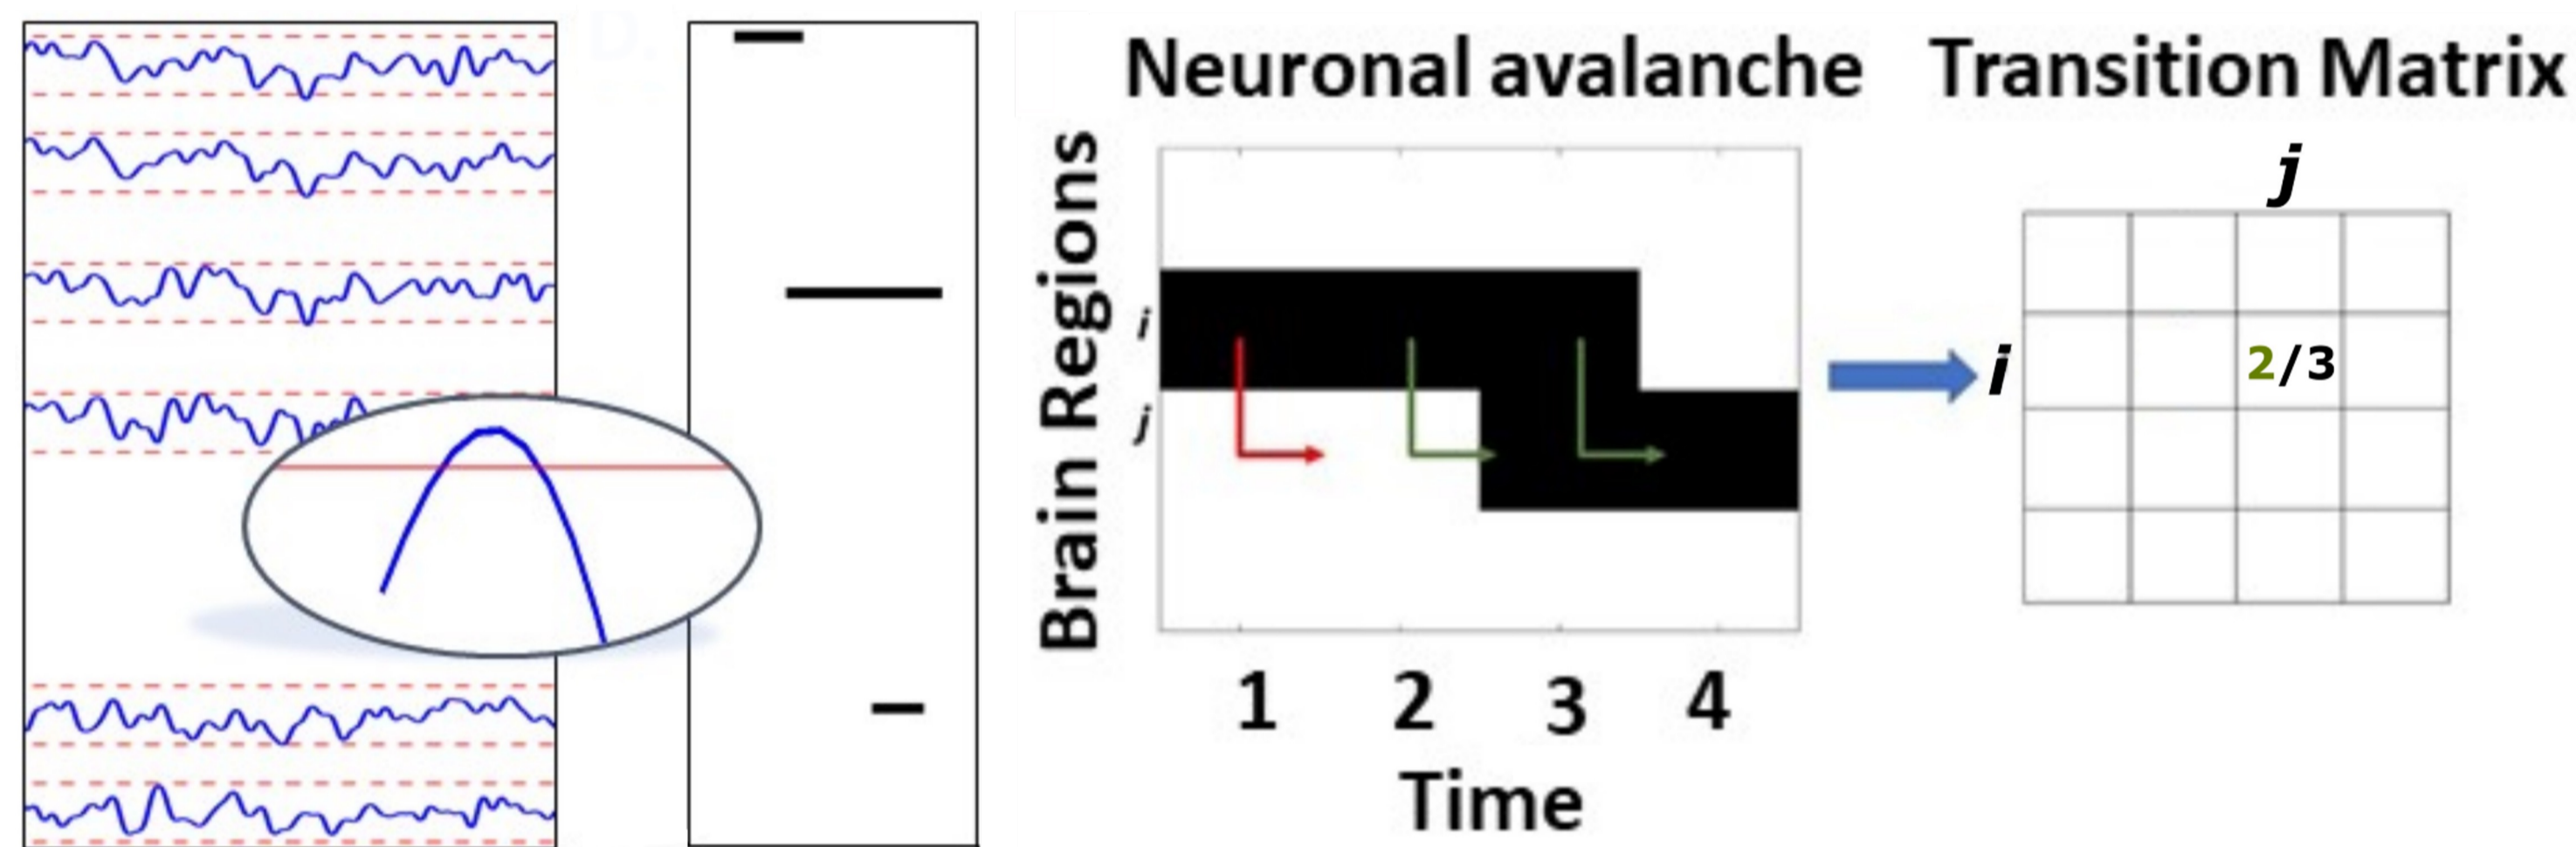 Neuronal avalanche
Transition Matrix
Brain Regions
i
j
1 2 3 4
Time
j
i
2/3